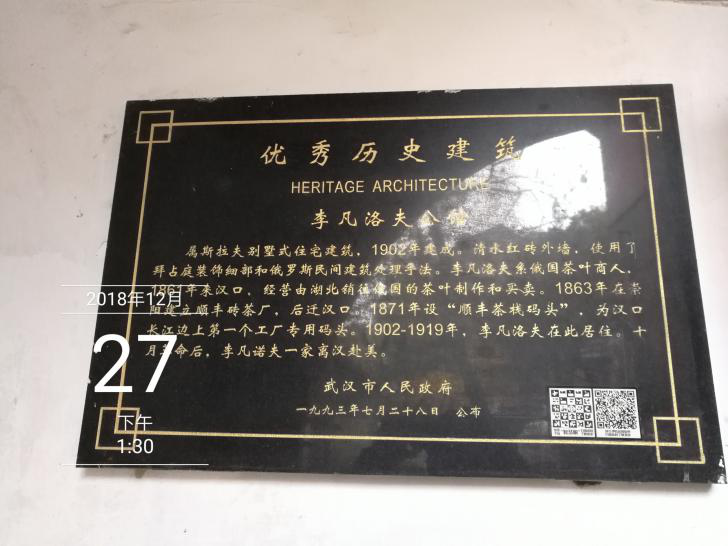 优秀历史建筑
HERITAGE ARCHITECTURE
李凡洛夫公馆
属斯拉夫别墅式住宅建筑，1902年建成。清水红砖外墙，使用了
拜占庭装饰细部和俄罗斯民间建筑处理手法。李凡洛夫系俄国茶叶商人，
1861年来汉口，经营由湖北销往俄国的茶叶制作和买卖。1863年在崇
阳建立顺丰砖茶厂，后迁汉口。1871年设“顺丰茶栈码头”，为汉口
长江边上第一个工厂专用码头。1902-1919年，李凡洛夫在此居住。十
月革命后，李凡诺夫一家离汉赴美。
武汉市人民政府
一九九三年七月二十八日 公布
2018年12月
27
下午
1:30